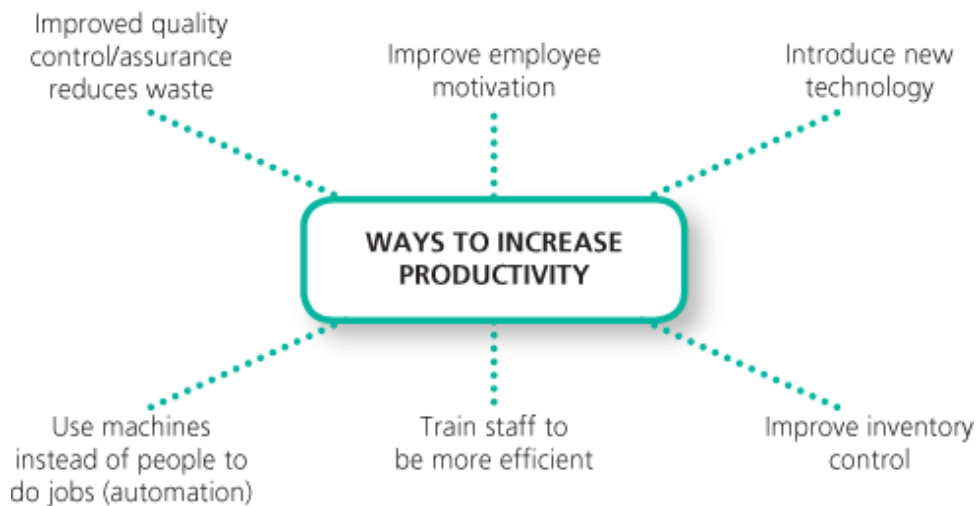 Improved quality
control/assurance
reduces waste
Improve employee
motivation
Introduce new
technology
WAYS TO INCREASE
PRODUCTIVITY
Use machines
instead of people to
do jobs (automation)
Train staff to
be more efficient
Improve inventory
control